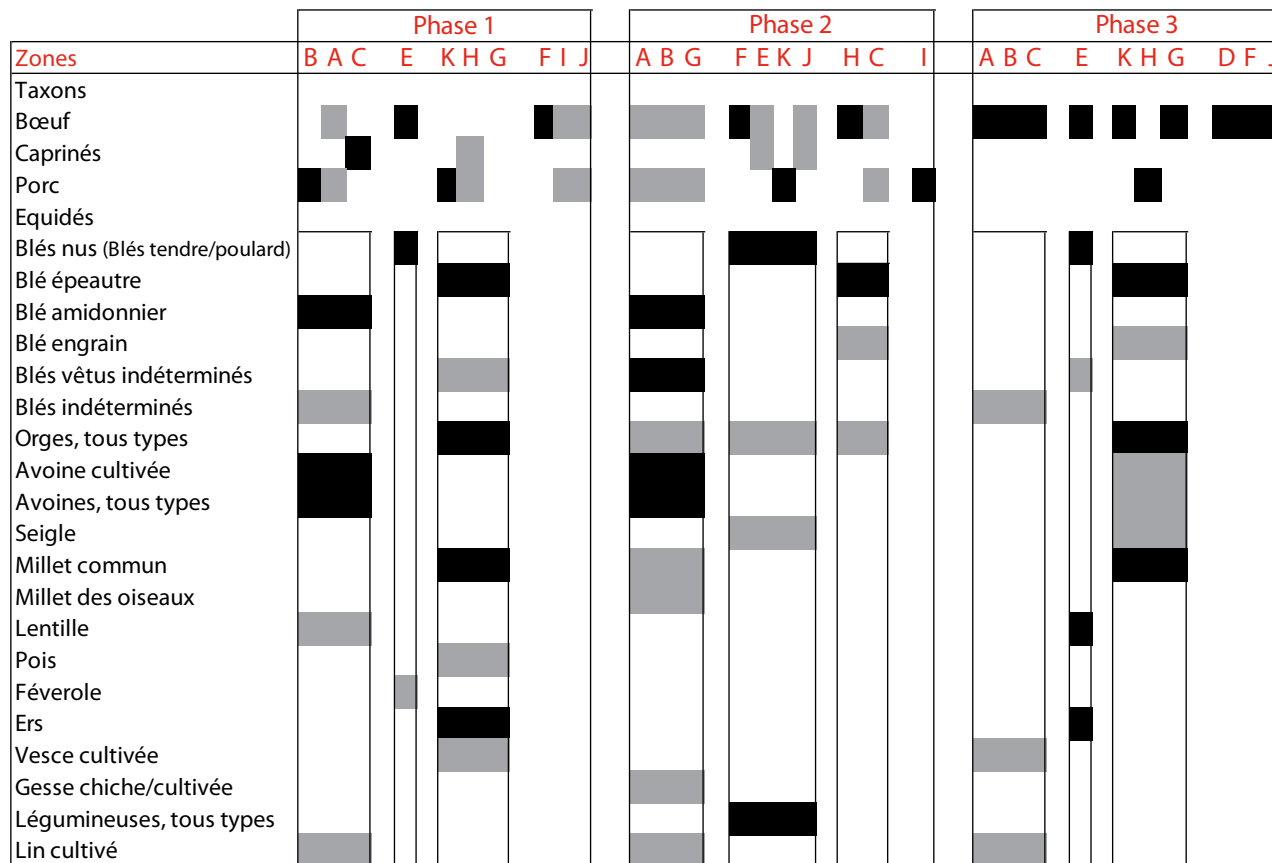 Phase 1 Phase 2 Phase 3
Zones B A C E K H G F I J A B G F E K J H C I A B C E K H G D F J
Taxons
Bœuf
Caprinés
Porc
Equidés
Blés nus (Blés tendre/poulard)
Blé épeautre
Blé amidonnier
Blé engrain
Blés vêtus indéterminés
Blés indéterminés
Orges, tous types
Avoine cultivée
Avoines, tous types
Seigle
Millet commun
Millet des oiseaux
Lentille
Pois
Féverole
Ers
Vesce cultivée
Gesse chiche/cultivée
Légumineuses, tous types
Lin cultivé